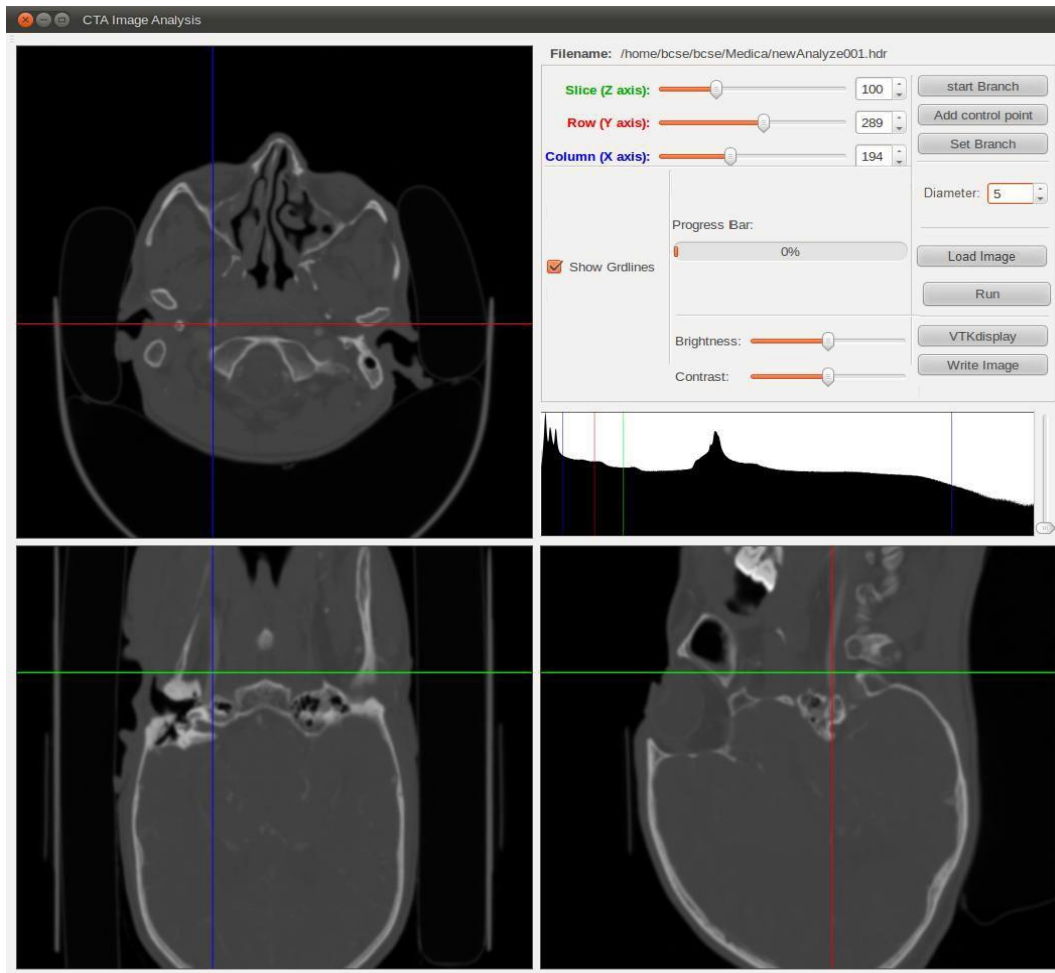 CTA Image Analysis
Filename: /home/bcse/bcse/Medica/newAnalyze001.hdr
Slice (Z axis): 100
start Branch
Row (Y axis): 289
Add control point
Column (X axis): 194
Set Branch
Diameter: 5
Progress Bar:
0%
Show Grdlines
Load Image
Run
Brightness:
VTKdisplay
Contrast:
Write Image